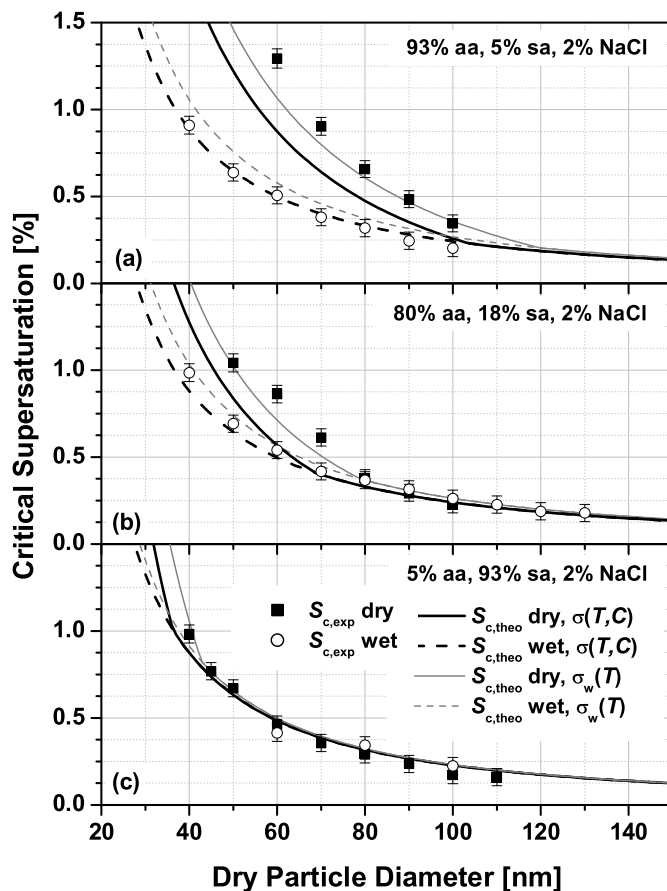 Critical Supersaturation [%]
1.5
1.0
0.5
0.0
93% aa, 5% sa, 2% NaCl
(a)
1.0
0.5
0.0
80% aa, 18% sa, 2% NaCl
(b)
1.0
0.5
0.0
5% aa, 93% sa, 2% NaCl
S_c,exp dry
S_c,exp wet
S_c,theo dry, σ(T,C)
S_c,theo wet, σ(T,C)
S_c,theo dry, σ_w(T)
S_c,theo wet, σ_w(T)
(c)
20 40 60 80 100 120 140
Dry Particle Diameter [nm]